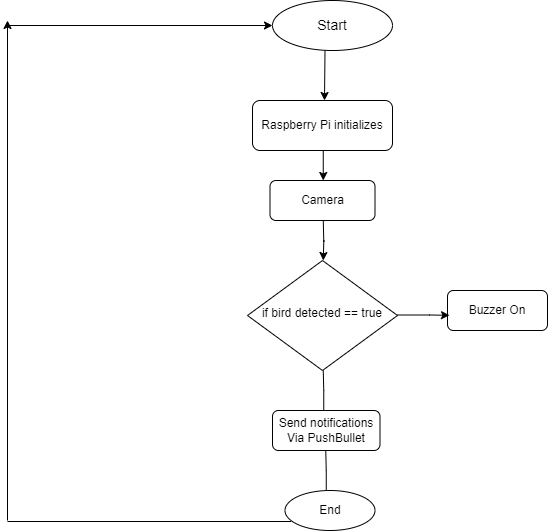 Start
Raspberry Pi initializes
Camera
if bird detected == true
Buzzer On
Send notifications
Via PushBullet
End